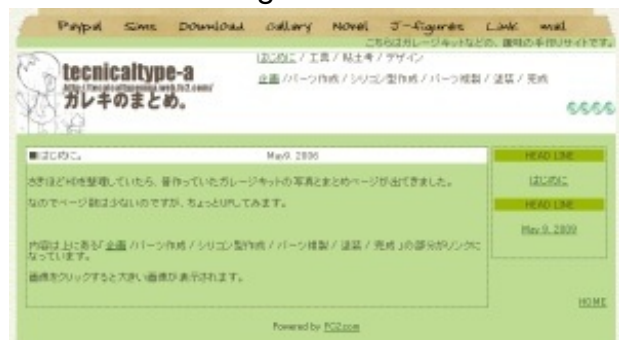 Paypal Sims Download Gallery Novel J-figures Link mail
こちらはガレージキットなどの、趣味の手作りサイトです。
はじめに / 工具 / 粘土考 / デザイン
tecnicaltype-a
企画 / パーツ作成 / シリコン型作成 / パーツ複製 / 塗装 / 完成
ガレキのまとめ。
■はじめに。 May.9. 2006
HEAD LINE
さきほどHDを整理していたら、昔作っていたガレージキットの写真とまとめページが出てきました。
はじめに
なのでページ数は少ないのですが、ちょっとUPしてみます。
HEAD LINE
May. 9. 2009
内容は上にある「企画 / パーツ作成 / シリコン型作成 / パーツ複製 / 塗装 / 完成 」の部分がリンクに
なっています。
画像をクリックすると大きい画像が表示されます。
HOME
Powered by FC2.com